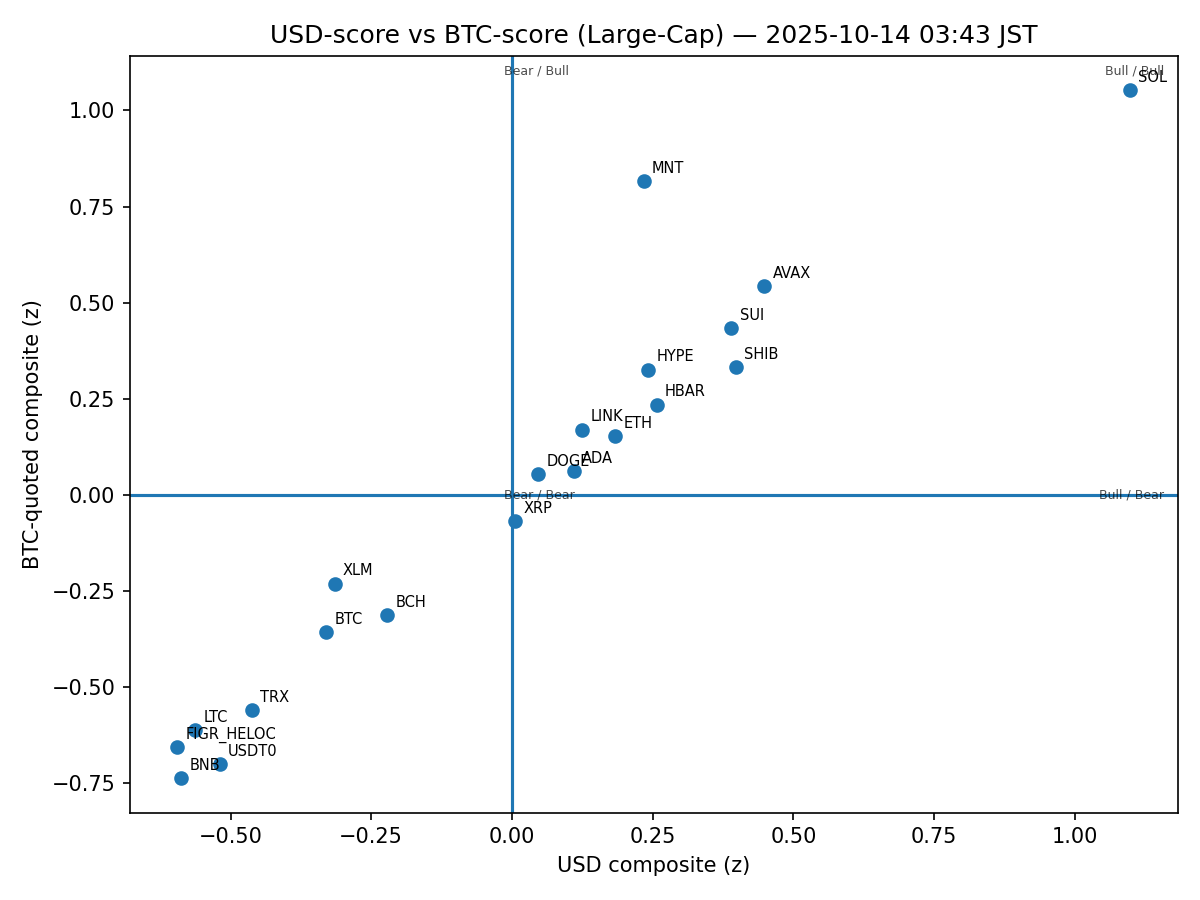 USD-score vs BTC-score (Large-Cap) — 2025-10-14 03:43 JST
Bear / Bull
Bull / Bull
SOL
1.00
MNT
0.75
AVAX
0.50
SUI
SHIB
HYPE
HBAR
0.25
LINK
ETH
DOGE
ADA
0.00
Bear / Bear
Bull / Bear
XRP
XLM
−0.25
BCH
BTC
−0.50
TRX
LTC
FIGR_HELOC
USDT0
BNB
−0.75
BTC-quoted composite (z)
−0.50
−0.25
0.00
0.25
0.50
0.75
1.00
USD composite (z)